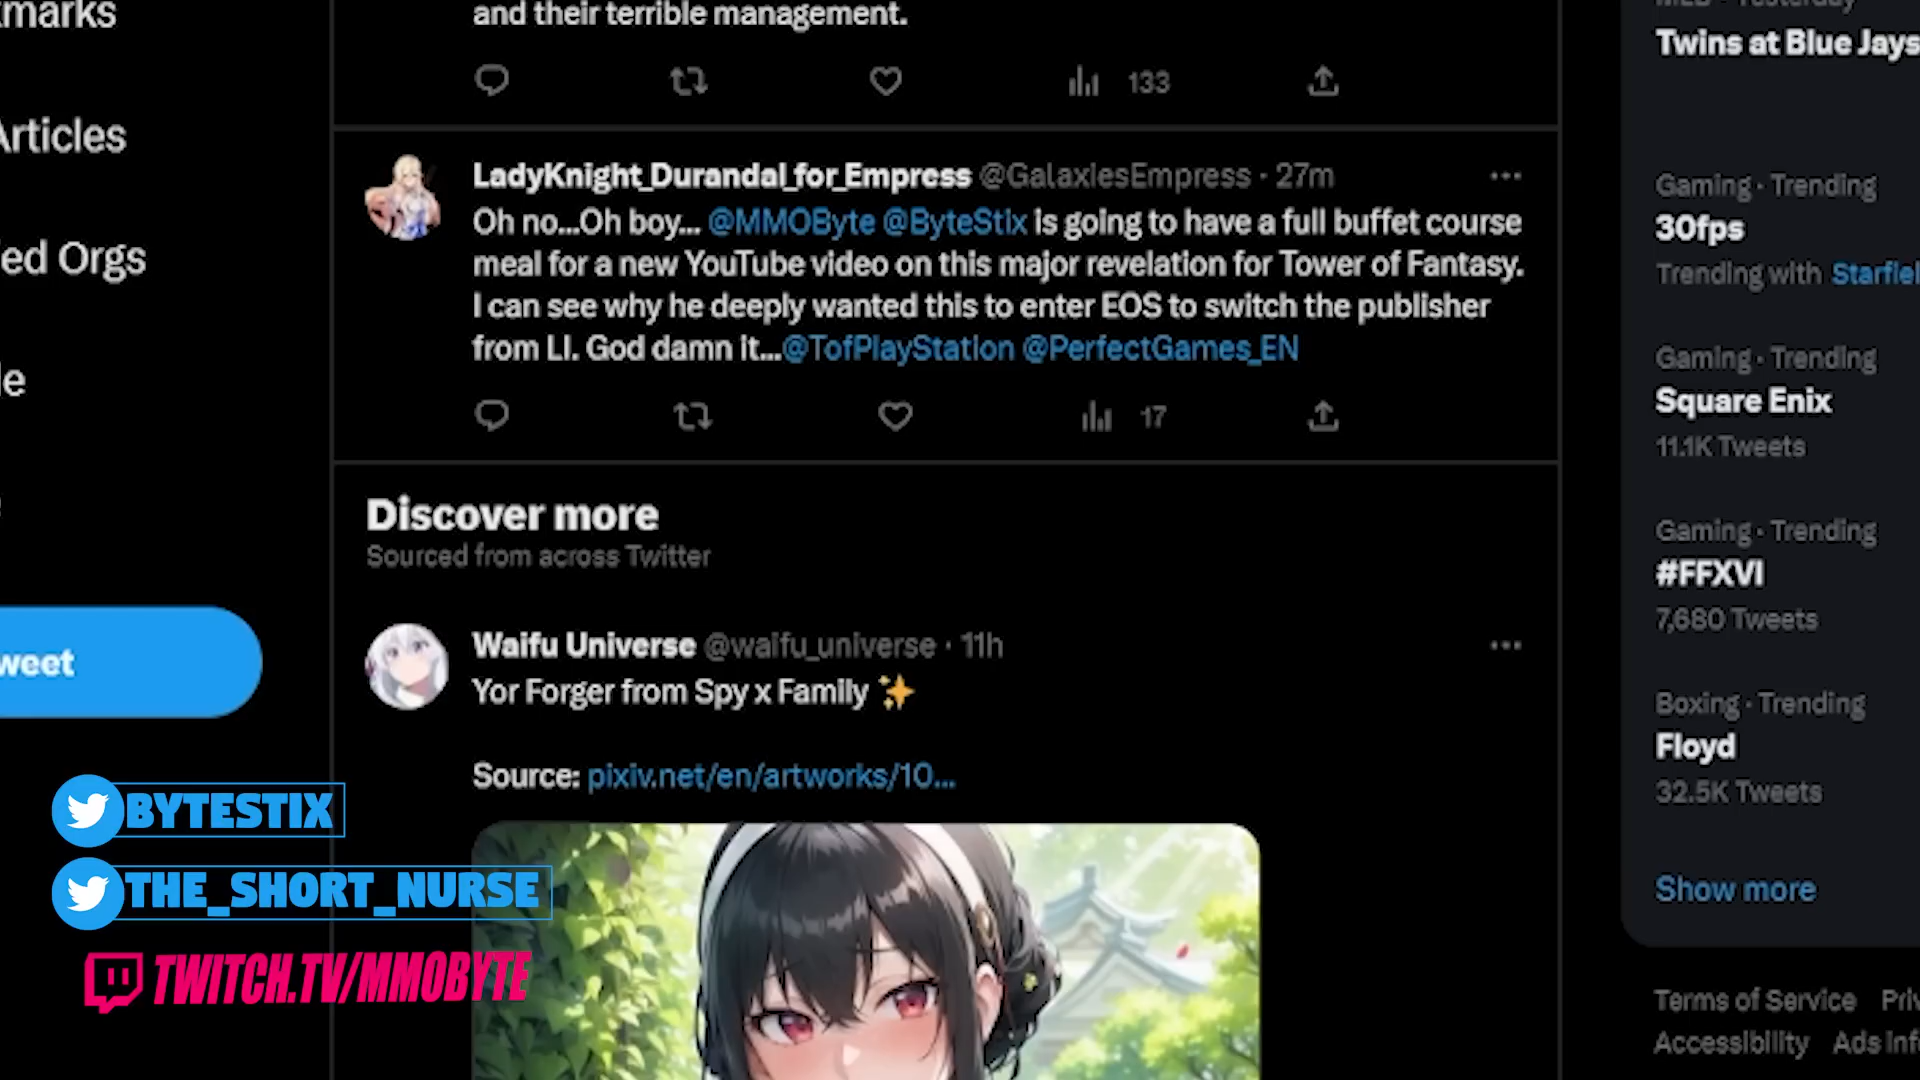 kmarks
Articles
ed Orgs
le
weet
and their terrible management.
133
LadyKnight_Durandal_for_Empress @GalaxiesEmpress · 27m
Oh no...Oh boy... @MMOByte @ByteStix is going to have a full buffet course
meal for a new YouTube video on this major revelation for Tower of Fantasy.
I can see why he deeply wanted this to enter EOS to switch the publisher
from LI. God damn it...@TofPlayStation @PerfectGames_EN
17
Discover more
Sourced from across Twitter
Waifu Universe @waifu_universe · 11h
Yor Forger from Spy x Family ✨
Source: pixiv.net/en/artworks/10...
BYTESTIX
THE_SHORT_NURSE
TWITCH.TV/MMOBYTE
MLB · Yesterday
Twins at Blue Jays
Gaming · Trending
30fps
Trending with Starfiel
Gaming · Trending
Square Enix
11.1K Tweets
Gaming · Trending
#FFXVI
7,680 Tweets
Boxing · Trending
Floyd
32.5K Tweets
Show more
Terms of Service Priv
Accessibility Ads info